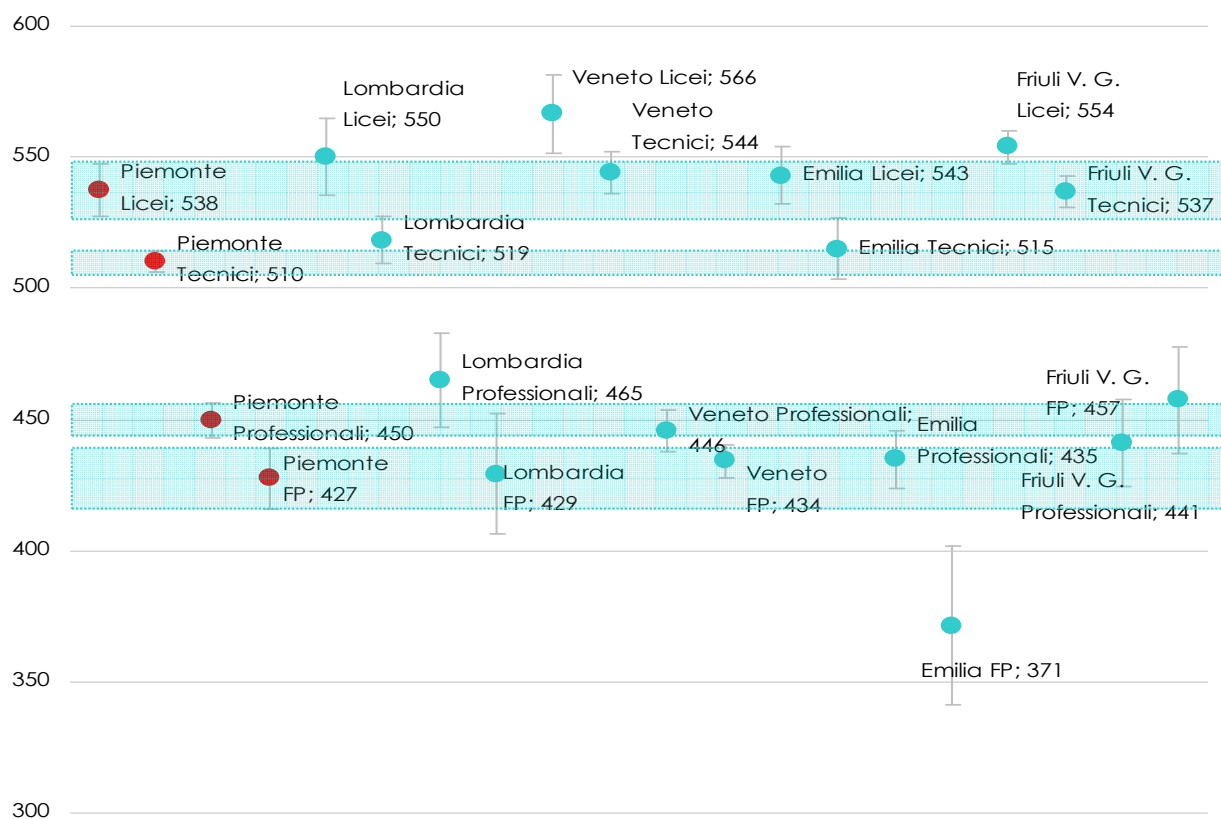 600
Veneto Licei; 566
Friuli V. G.
Licei; 554
Lombardia
Licei; 550
Veneto
Tecnici; 544
550
Piemonte
Licei; 538
Emilia Licei; 543
Friuli V. G.
Tecnici; 537
Lombardia
Tecnici; 519
Piemonte
Tecnici; 510
Emilia Tecnici; 515
500
Lombardia
Professionali; 465
Friuli V. G.
FP; 457
450
Piemonte
Professionali; 450
Veneto Professionali;
446
Emilia
Professionali; 435
Piemonte
FP; 427
Lombardia
FP; 429
Veneto
FP; 434
Friuli V. G.
Professionali; 441
400
350
Emilia FP; 371
300